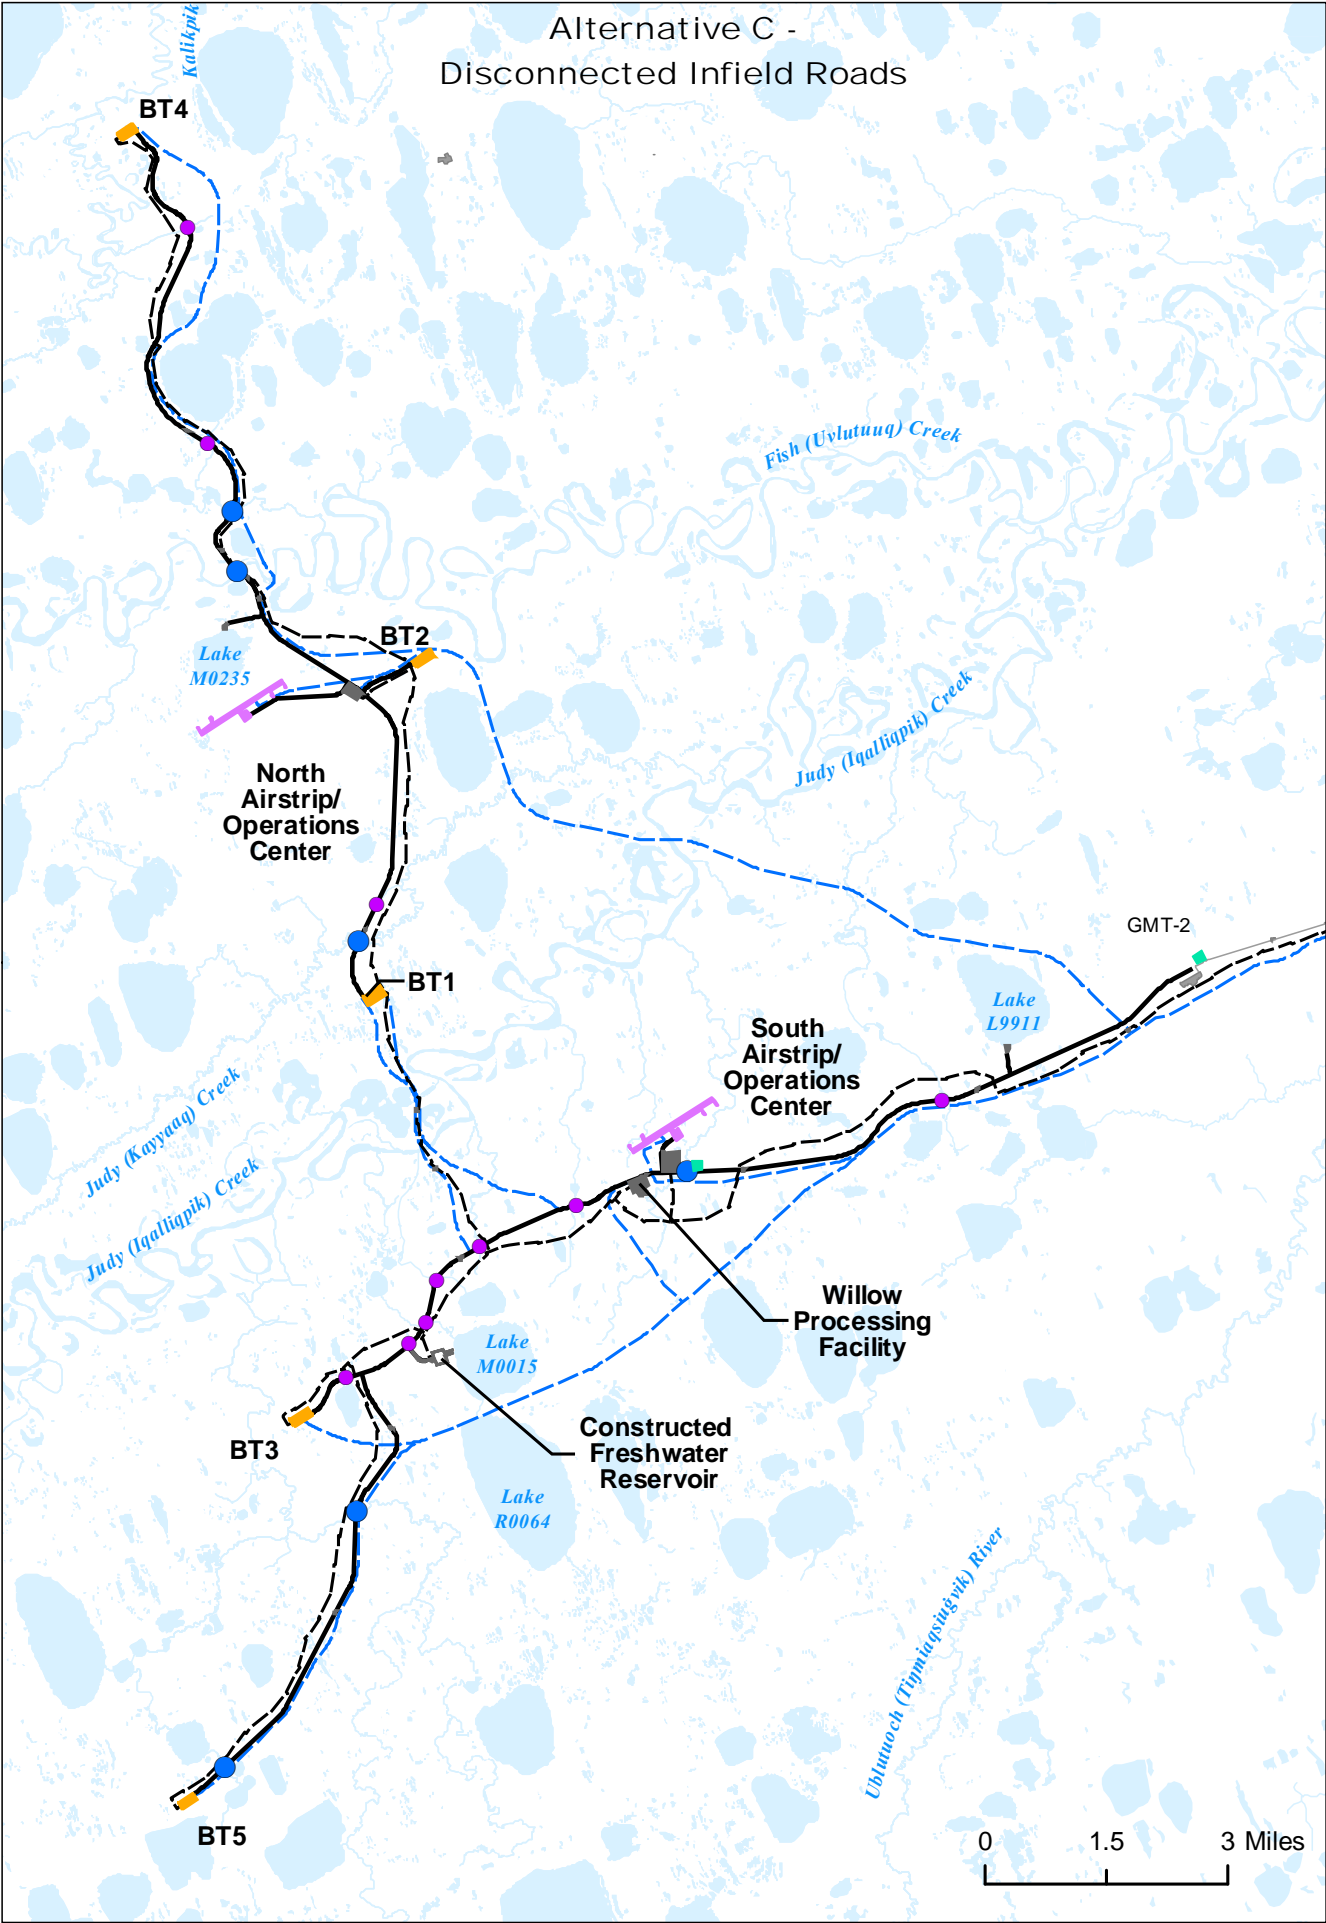 Alternative C -
Disconnected Infield Roads
Kalikpik
BT4
Fish (Uvlutuuq) Creek
BT2
Lake
M0235
Judy (Iqalliqpik) Creek
North
Airstrip/
Operations
Center
GMT-2
BT1
Lake
L9911
South
Airstrip/
Operations
Center
Judy (Kayyaaq) Creek
Judy (Iqalliqpik) Creek
Willow
Processing
Facility
Lake
M0015
Constructed
Freshwater
Reservoir
BT3
Lake
R0064
Ublutuoch (Tiŋmiaqsiuġvik) River
BT5
0 1.5 3 Miles